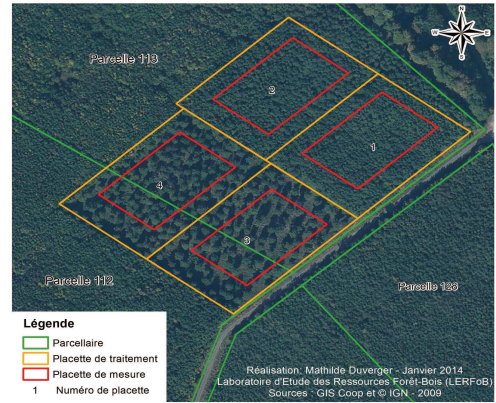 N
W E
S
Parcelle 113
2
1
4
3
Parcelle 112
Parcelle 126
Légende
Parcellaire
Placette de traitement
Placette de mesure
1 Numéro de placette
Réalisation: Mathilde Duverger - Janvier 2014
Laboratoire d'Etude des Ressources Forêt-Bois (LERFoB)
Sources : GIS Coop et © IGN - 2009